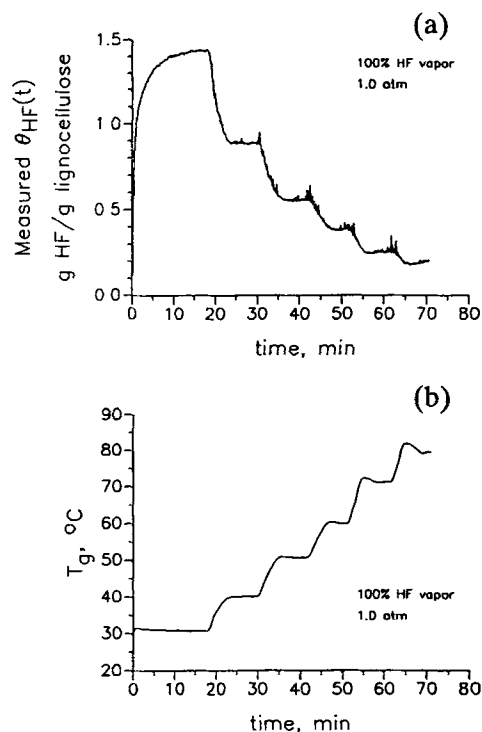 (a)
Measured θHF(t)
g HF/g lignocellulose
100% HF vapor
1.0 atm
1.5
1.0
0.5
0.0
0 10 20 30 40 50 60 70 80
time, min
(b)
Tg, °C
90
80
70
60
50
40
30
20
100% HF vapor
1.0 atm
0 10 20 30 40 50 60 70 80
time, min